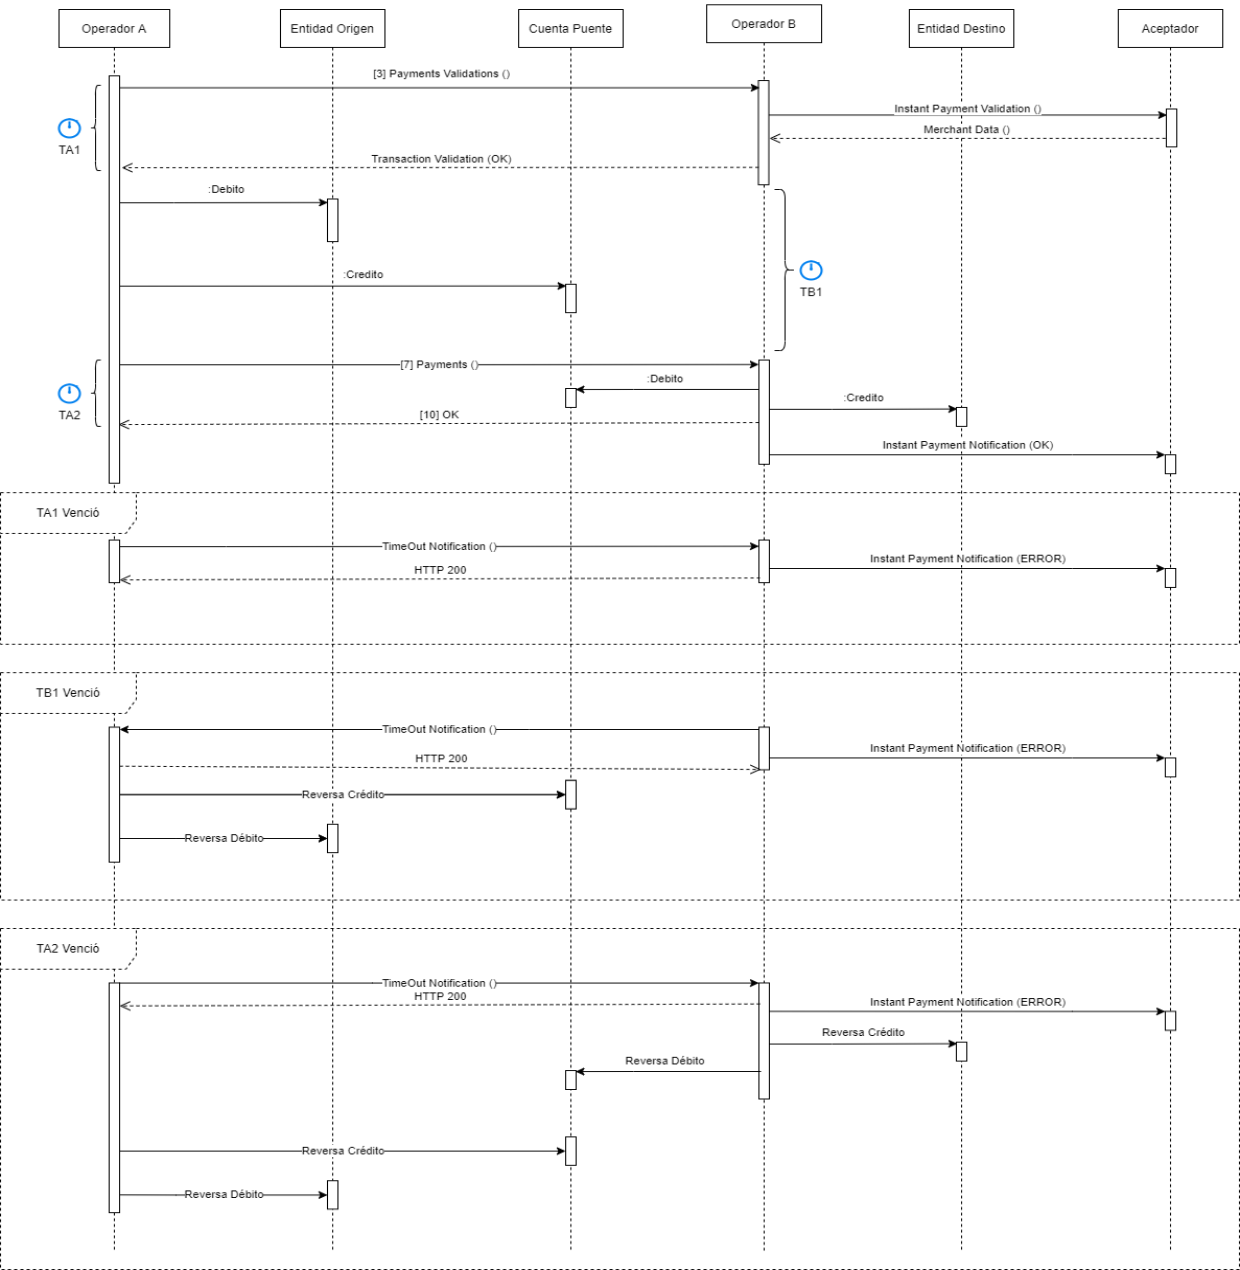 Operador A
Entidad Origen
Cuenta Puente
Operador B
Entidad Destino
Aceptador
[3] Payments Validations ()
Instant Payment Validation ()
Merchant Data ()
TA1
Transaction Validation (OK)
:Debito
:Credito
TB1
[7] Payments ()
:Debito
:Credito
TA2
[10] OK
Instant Payment Notification (OK)
TA1 Venció
TimeOut Notification ()
Instant Payment Notification (ERROR)
HTTP 200
TB1 Venció
TimeOut Notification ()
Instant Payment Notification (ERROR)
HTTP 200
Reversa Crédito
Reversa Débito
TA2 Venció
TimeOut Notification ()
HTTP 200
Instant Payment Notification (ERROR)
Reversa Crédito
Reversa Débito
Reversa Crédito
Reversa Débito